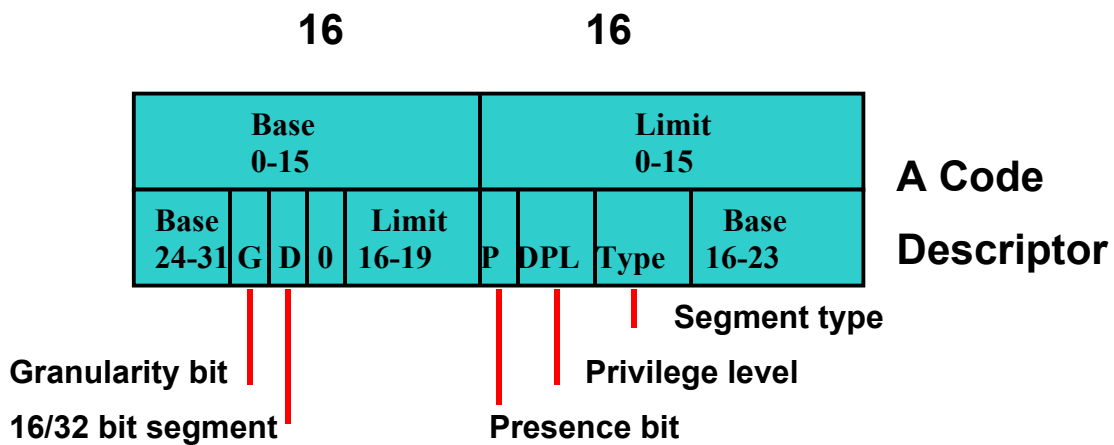 16 16
Base Limit
0-15 0-15
A Code
Descriptor
Base Limit Base
24-31 G D 0 16-19 P DPL Type 16-23
Segment type
Granularity bit Privilege level
16/32 bit segment Presence bit